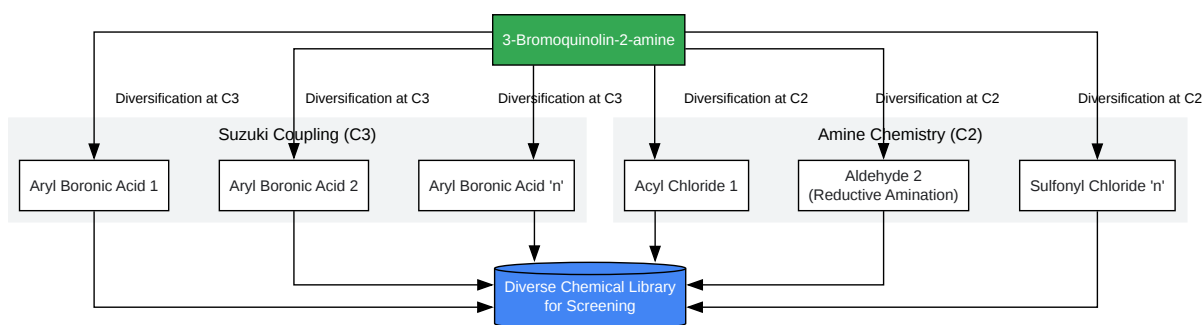 3-Bromoquinolin-2-amine
Diversification at C3
Diversification at C3
Diversification at C3
Diversification at C2
Diversification at C2
Diversification at C2
Suzuki Coupling (C3)
Amine Chemistry (C2)
Aryl Boronic Acid 1
Aryl Boronic Acid 2
Aryl Boronic Acid 'n'
Acyl Chloride 1
Aldehyde 2
(Reductive Amination)
Sulfonyl Chloride 'n'
Diverse Chemical Library
for Screening